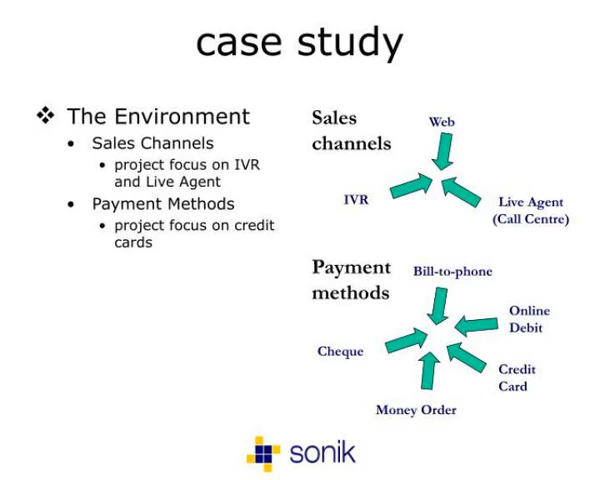 case study
❖ The Environment
• Sales Channels
• project focus on IVR
and Live Agent
• Payment Methods
• project focus on credit
cards
Sales
channels
Web
IVR
Live Agent
(Call Centre)
Payment
methods
Bill-to-phone
Online
Debit
Cheque
Credit
Card
Money Order
sonik